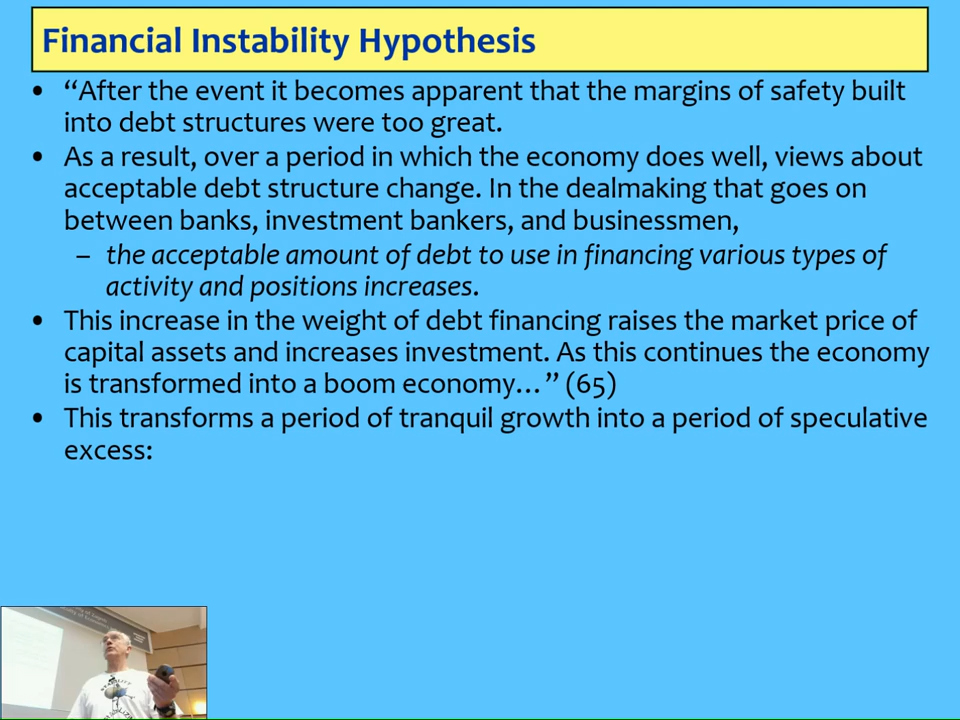 Financial Instability Hypothesis
• “After the event it becomes apparent that the margins of safety built
into debt structures were too great.
• As a result, over a period in which the economy does well, views about
acceptable debt structure change. In the dealmaking that goes on
between banks, investment bankers, and businessmen,
– the acceptable amount of debt to use in financing various types of
activity and positions increases.
• This increase in the weight of debt financing raises the market price of
capital assets and increases investment. As this continues the economy
is transformed into a boom economy…” (65)
• This transforms a period of tranquil growth into a period of speculative
excess: